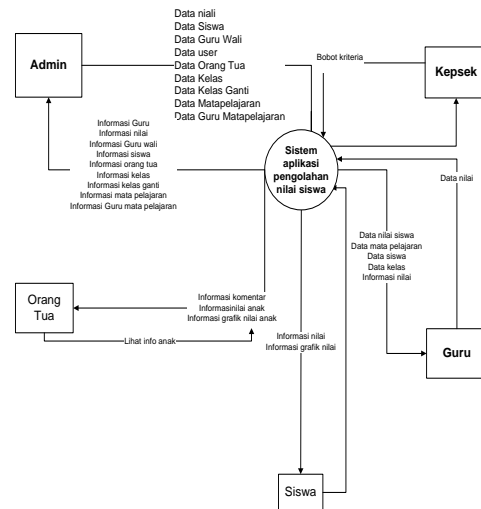 Data niali
Data Siswa
Data Guru Wali
Data user
Data Orang Tua
Data Kelas
Data Kelas Ganti
Data Matapelajaran
Data Guru Matapelajaran
Admin
Bobot kriteria
Kepsek
Informasi Guru
Informasi nilai
Informasi Guru wali
Informasi siswa
Informasi orang tua
Informasi kelas
Informasi kelas ganti
Informasi mata pelajaran
Informasi Guru mata pelajaran
Sistem
aplikasi
pengolahan
nilai siswa
Data nilai
Data nilai siswa
Data mata pelajaran
Data siswa
Data kelas
Informasi nilai
Orang
Tua
Informasi komentar
Informasinilai anak
Informasi grafik nilai anak
Lihat info anak
Informasi nilai
Informasi grafik nilai
Guru
Siswa